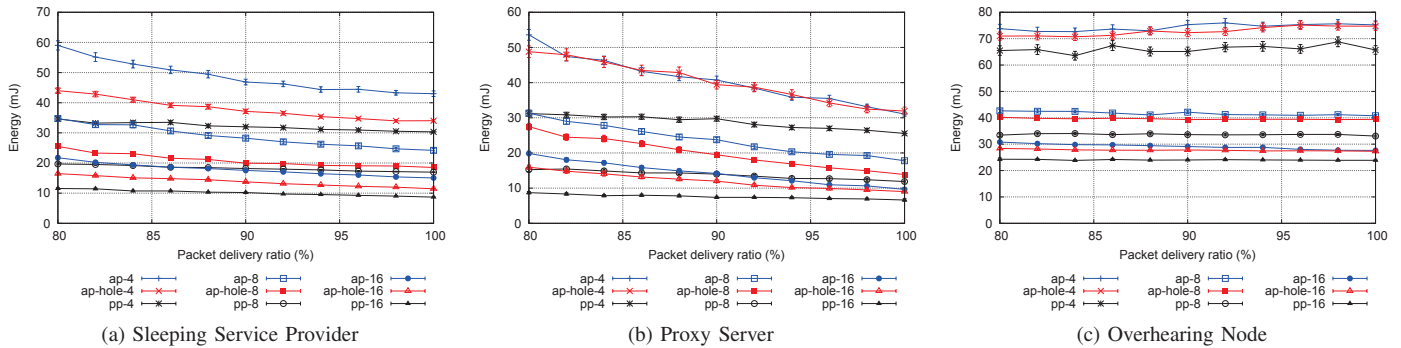 70
60
50
40
30
20
10
0
Energy (mJ)
80
85
90
95
100
Packet delivery ratio (%)
ap-4
ap-8
ap-16
ap-hole-4
ap-hole-8
ap-hole-16
pp-4
pp-8
pp-16
(a) Sleeping Service Provider
60
50
40
30
20
10
0
Energy (mJ)
80
85
90
95
100
Packet delivery ratio (%)
ap-4
ap-8
ap-16
ap-hole-4
ap-hole-8
ap-hole-16
pp-4
pp-8
pp-16
(b) Proxy Server
80
70
60
50
40
30
20
10
0
Energy (mJ)
80
85
90
95
100
Packet delivery ratio (%)
ap-4
ap-8
ap-16
ap-hole-4
ap-hole-8
ap-hole-16
pp-4
pp-8
pp-16
(c) Overhearing Node